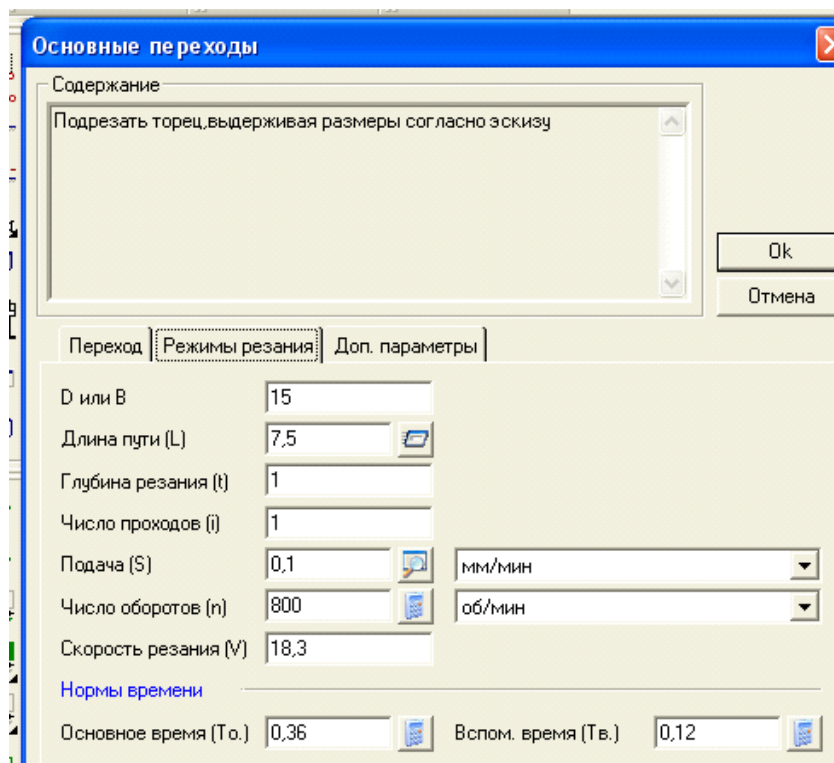 Основные переходы
Содержание
Подрезать торец,выдерживая размеры согласно эскизу
Ok
Отмена
Переход Режимы резания Доп. параметры
D или B 15
Длина пути (L) 7,5
Глубина резания (t) 1
Число проходов (i) 1
Подача (S) 0,1 мм/мин
Число оборотов (n) 800 об/мин
Скорость резания (V) 18,3
Нормы времени
Основное время (To.) 0,36 Вспом. время (Тв.) 0,12